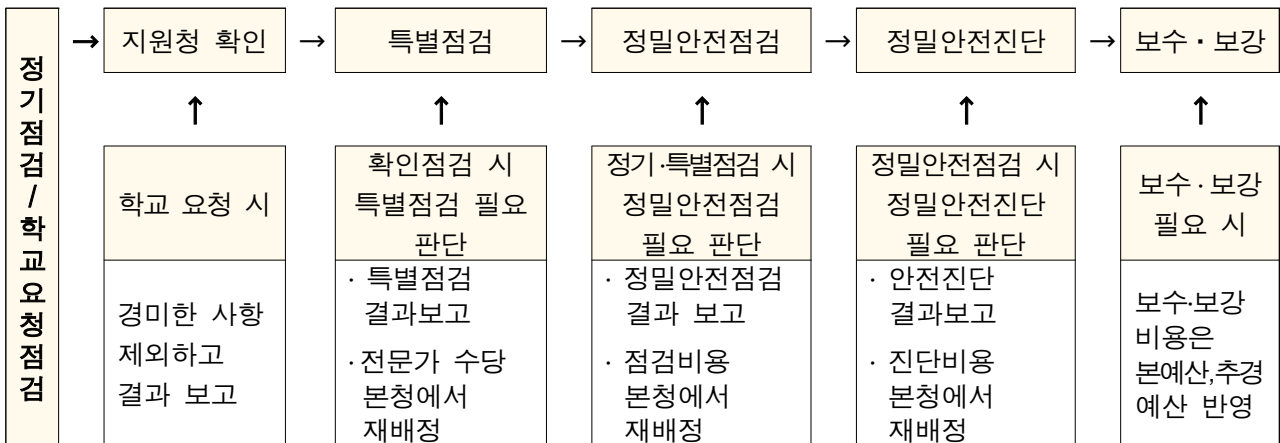 정기점검/학교요청점검
→ 지원청 확인 → 특별점검 → 정밀안전점검 → 정밀안전진단 → 보수・보강
↑ ↑ ↑ ↑ ↑
학교 요청 시
경미한 사항
제외하고
결과 보고
확인점검 시
특별점검 필요
판단
· 특별점검
결과보고
· 전문가 수당
본청에서
재배정
정기·특별점검 시
정밀안전점검
필요 판단
· 정밀안전점검
결과 보고
· 점검비용
본청에서
재배정
정밀안전점검 시
정밀안전진단
필요 판단
· 안전진단
결과보고
· 진단비용
본청에서
재배정
보수·보강
필요 시
보수·보강
비용은
본예산,추경
예산 반영